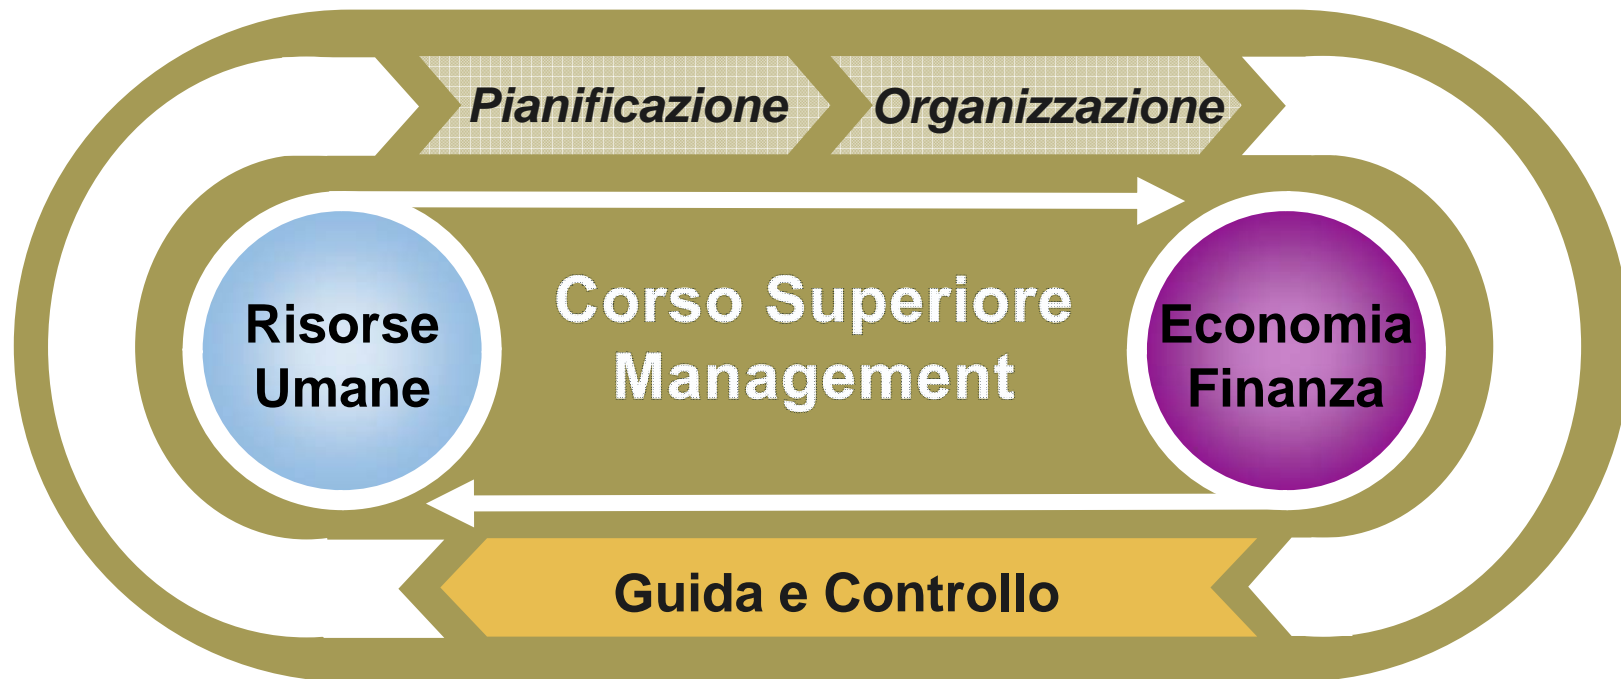 Pianificazione
Organizzazione
Risorse
Umane
Corso Superiore
Management
Economia
Finanza
Guida e Controllo